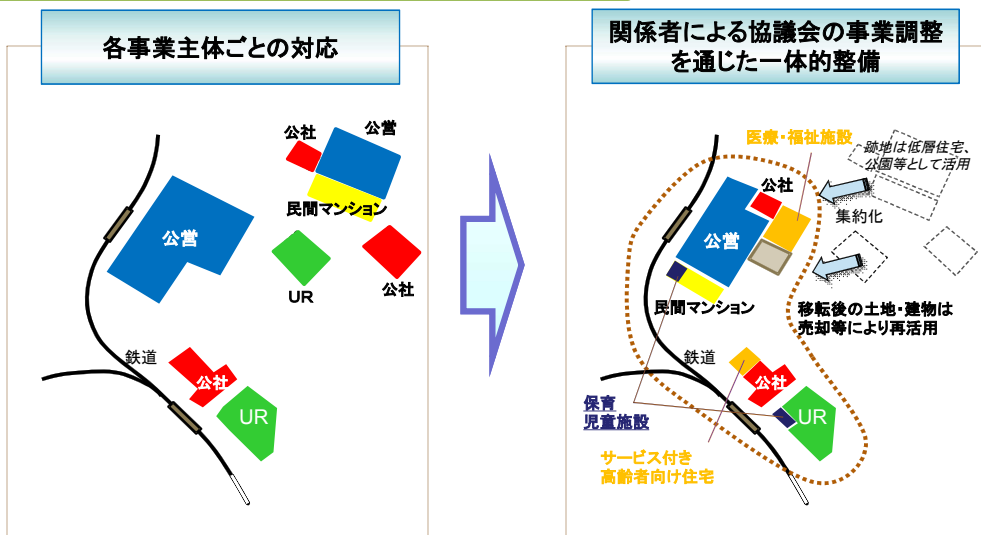 各事業主体ごとの対応
公社
公営
民間マンション
公営
UR
公社
鉄道
公社
UR
関係者による協議会の事業調整
を通じた一体的整備
医療・福祉施設
跡地は低層住宅、
公園等として活用
公社
集約化
公営
民間マンション
移転後の土地・建物は
売却等により再活用
鉄道
公社
保育
児童施設
UR
サービス付き
高齢者向け住宅